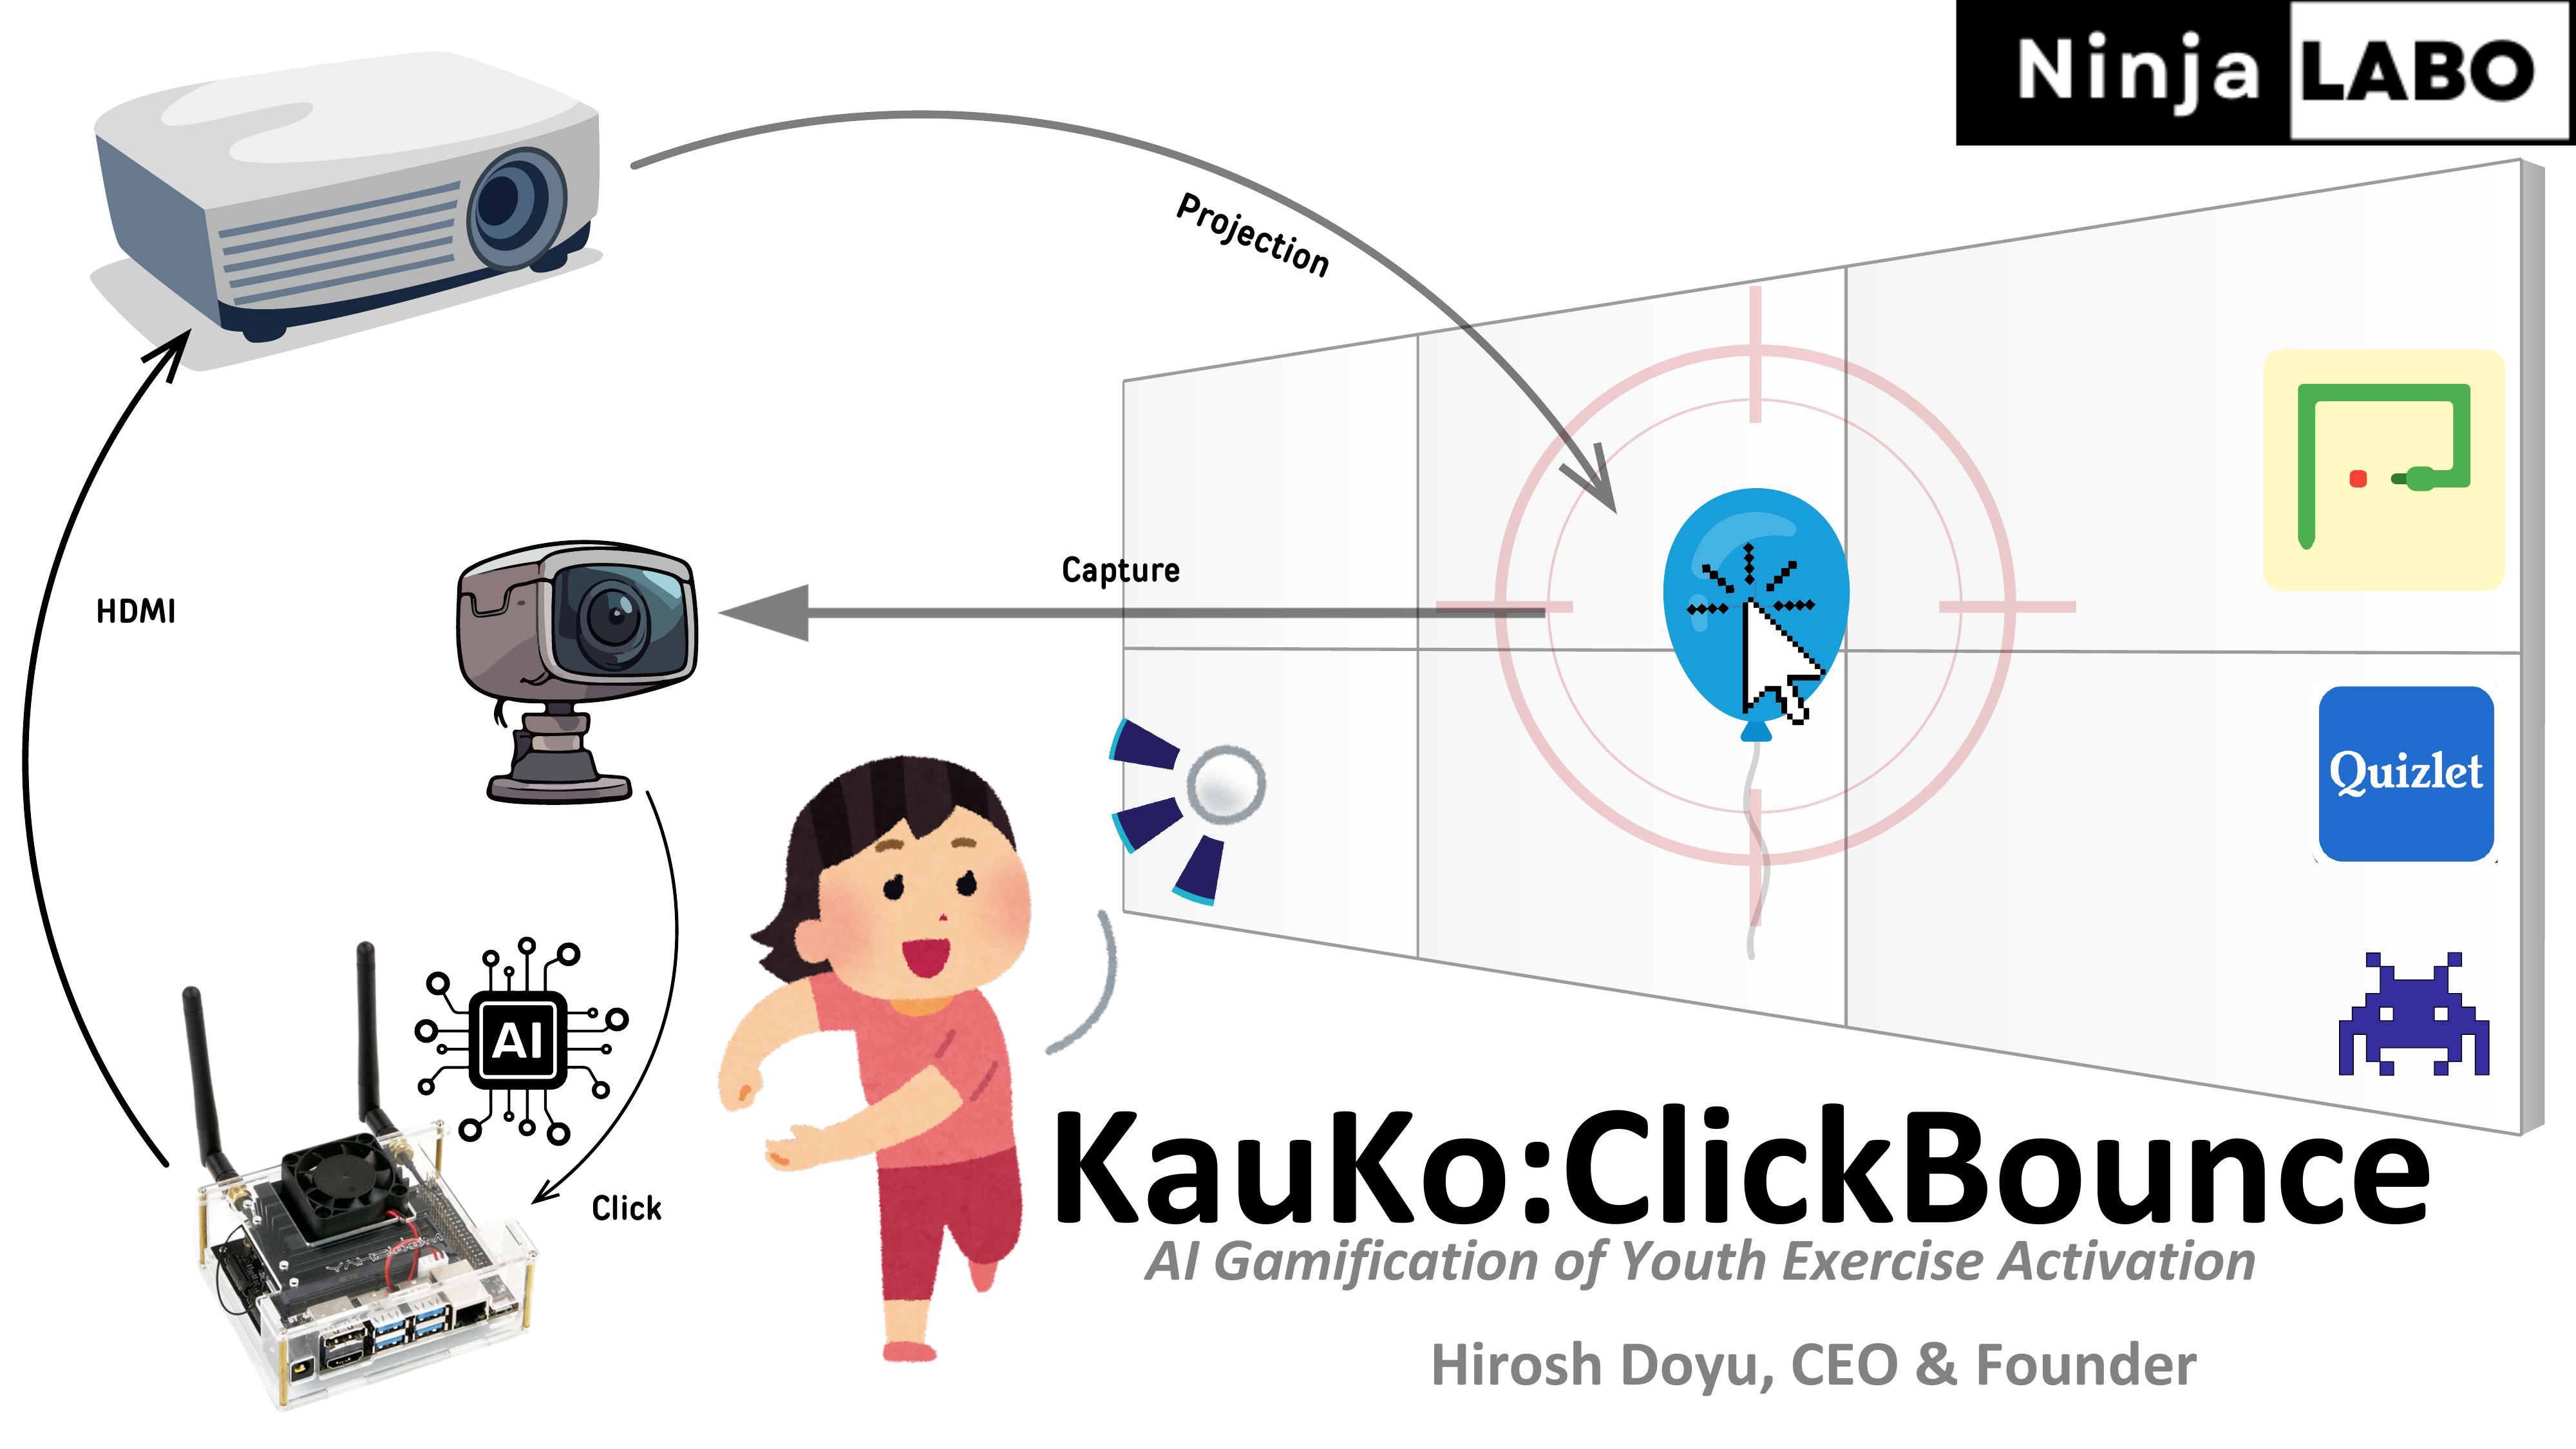 Ninja LABO
Projection
Capture
HDMI
Quizlet
AI
Click
KauKo:ClickBounce
AI Gamification of Youth Exercise Activation
Hirosh Doyu, CEO & Founder